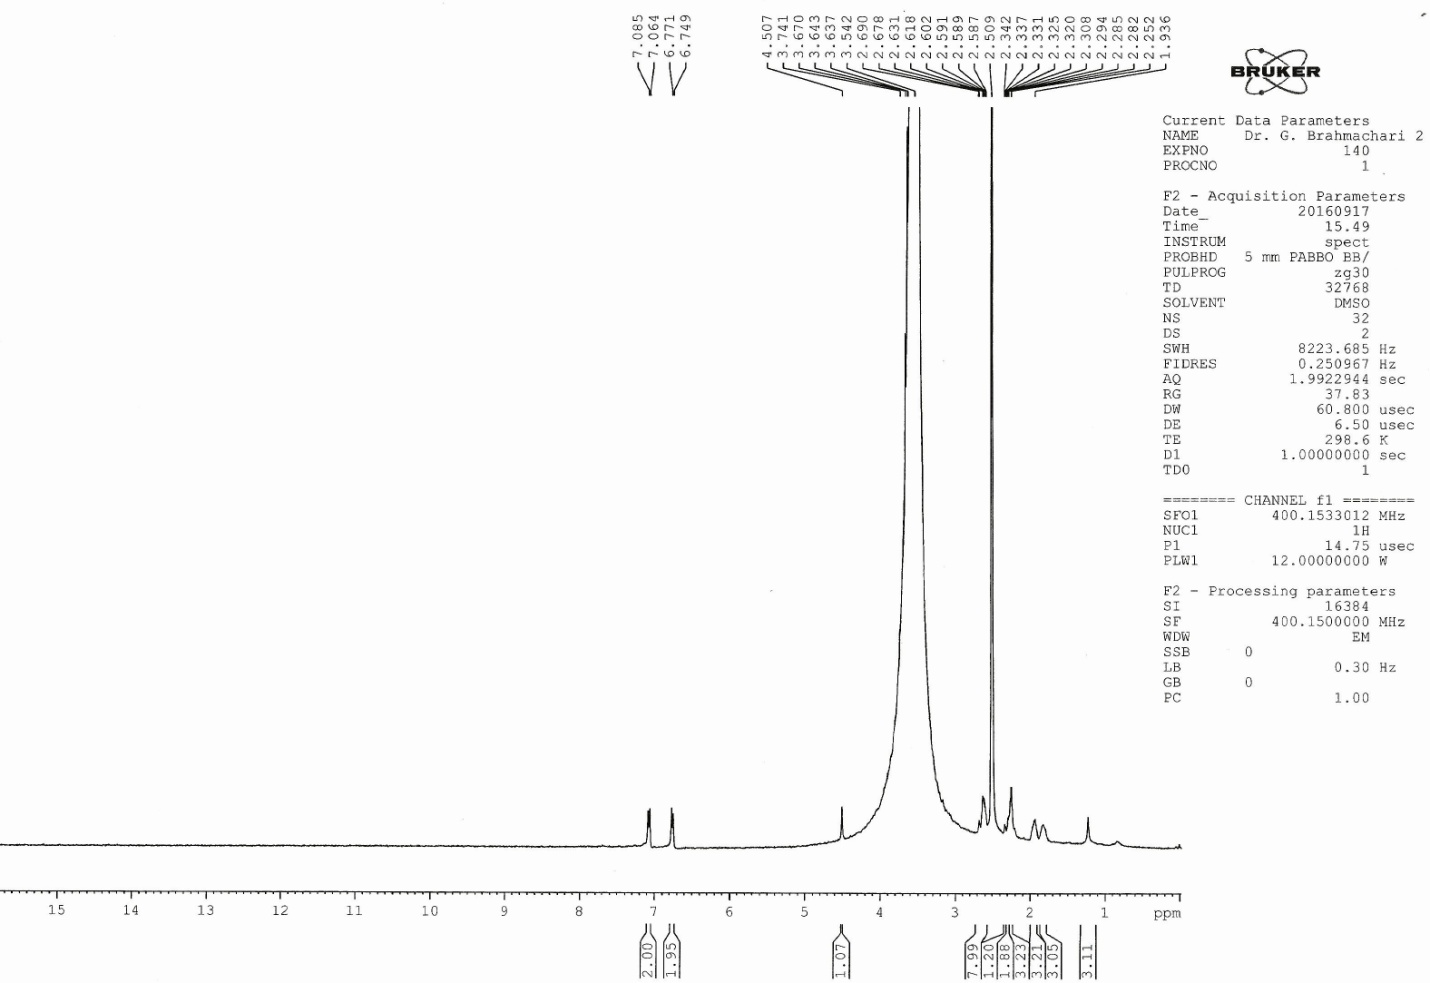 7.085
7.064
6.771
6.749
4.507
3.741
3.670
3.643
3.637
3.542
2.690
2.678
2.631
2.618
2.602
2.591
2.589
2.587
2.509
2.342
2.337
2.331
2.325
2.320
2.308
2.294
2.285
2.282
2.252
1.936
BRUKER
Current Data Parameters
NAME Dr. G. Brahmachari 2
EXPNO 140
PROCNO 1
F2 - Acquisition Parameters
Date_ 20160917
Time 15.49
INSTRUM spect
PROBHD 5 mm PABBO BB/
PULPROG zg30
TD 32768
SOLVENT DMSO
NS 32
DS 2
SWH 8223.685 Hz
FIDRES 0.250967 Hz
AQ 1.9922944 sec
RG 37.83
DW 60.800 usec
DE 6.50 usec
TE 298.6 K
D1 1.00000000 sec
TD0 1
======== CHANNEL f1 ========
SFO1 400.1533012 MHz
NUC1 1H
P1 14.75 usec
PLW1 12.00000000 W
F2 - Processing parameters
SI 16384
SF 400.1500000 MHz
WDW EM
SSB 0
LB 0.30 Hz
GB 0
PC 1.00
15 14 13 12 11 10 9 8 7 6 5 4 3 2 1 ppm
2.00
1.95
1.07
7.99
1.20
1.88
3.23
3.21
3.05
3.11